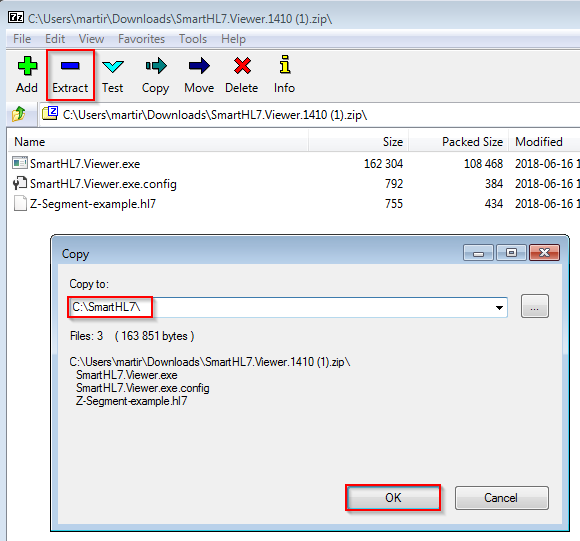 7z C:\Users\martir\Downloads\SmartHL7.Viewer.1410 (1).zip\
File Edit View Favorites Tools Help
Add Extract Test Copy Move Delete Info
C:\Users\martir\Downloads\SmartHL7.Viewer.1410 (1).zip\
Name Size Packed Size Modified
SmartHL7.Viewer.exe 162 304 108 468 2018-06-16 1
SmartHL7.Viewer.exe.config 792 384 2018-06-16 1
Z-Segment-example.hl7 755 434 2018-06-16 1
Copy
Copy to:
C:\SmartHL7\ ...
Files: 3 ( 163 851 bytes )
C:\Users\martir\Downloads\SmartHL7.Viewer.1410 (1).zip\
SmartHL7.Viewer.exe
SmartHL7.Viewer.exe.config
Z-Segment-example.hl7
OK Cancel